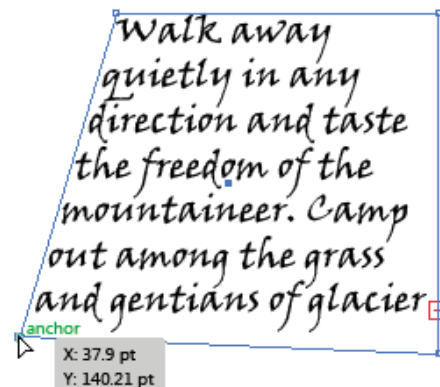 Walk away
quietly in any
direction and taste
the freedom of the
mountaineer. Camp
out among the grass
and gentians of glacier
anchor
X: 37.9 pt
Y: 140.21 pt